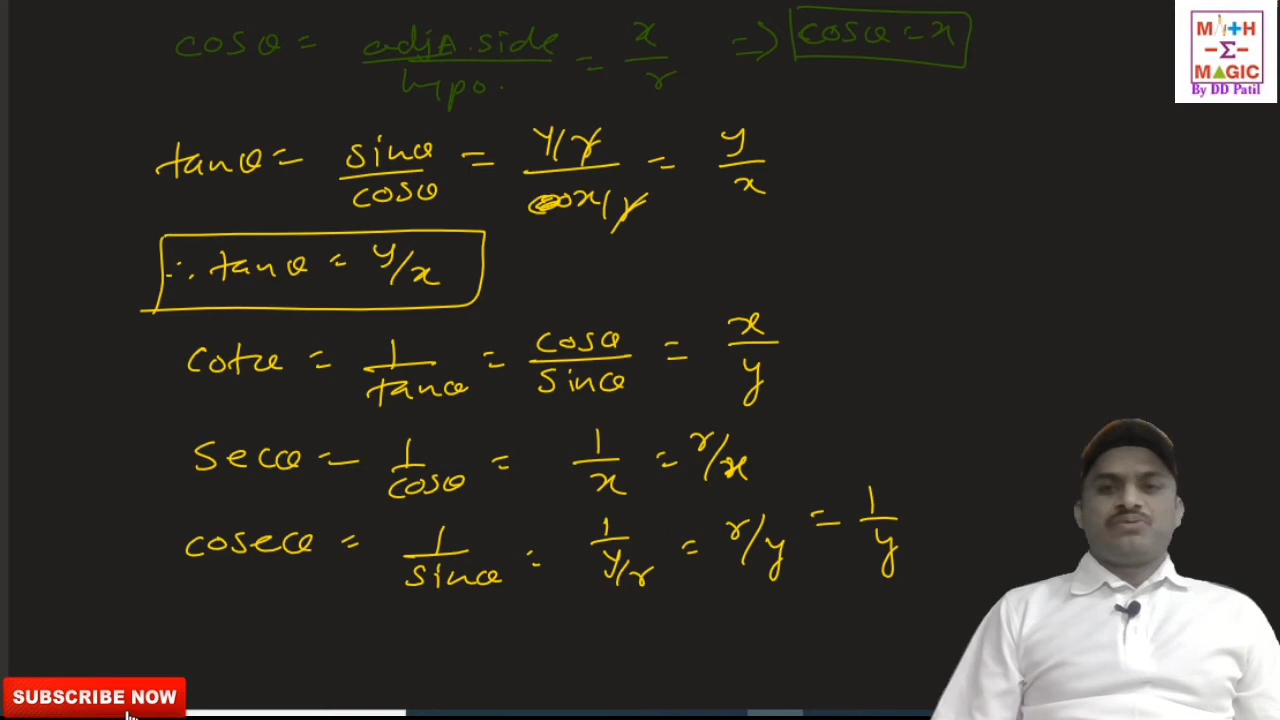 cosθ = adjA.side / hypo. = x/r => cosθ = x
MATH
-Σ-
MAGIC
By DD Patil
tanθ = sinθ/cosθ = y/r / x/r = y/x
∴ tanθ = y/x
cotθ = 1/tanθ = cosθ/sinθ = x/y
secθ = 1/cosθ = 1/x = r/x
cosecθ = 1/sinθ = 1/y/r = r/y = 1/y
SUBSCRIBE NOW